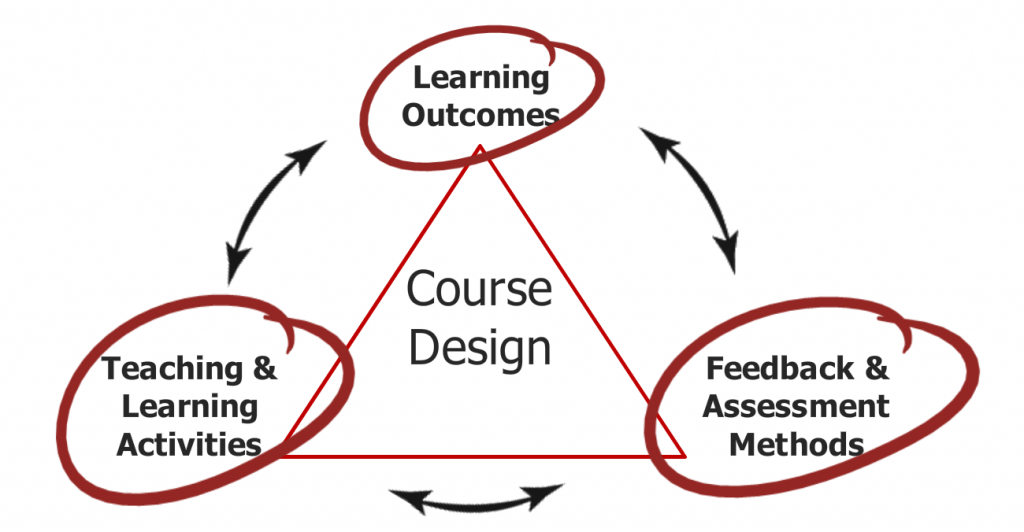 Learning
Outcomes
Course
Design
Teaching &
Learning
Activities
Feedback &
Assessment
Methods